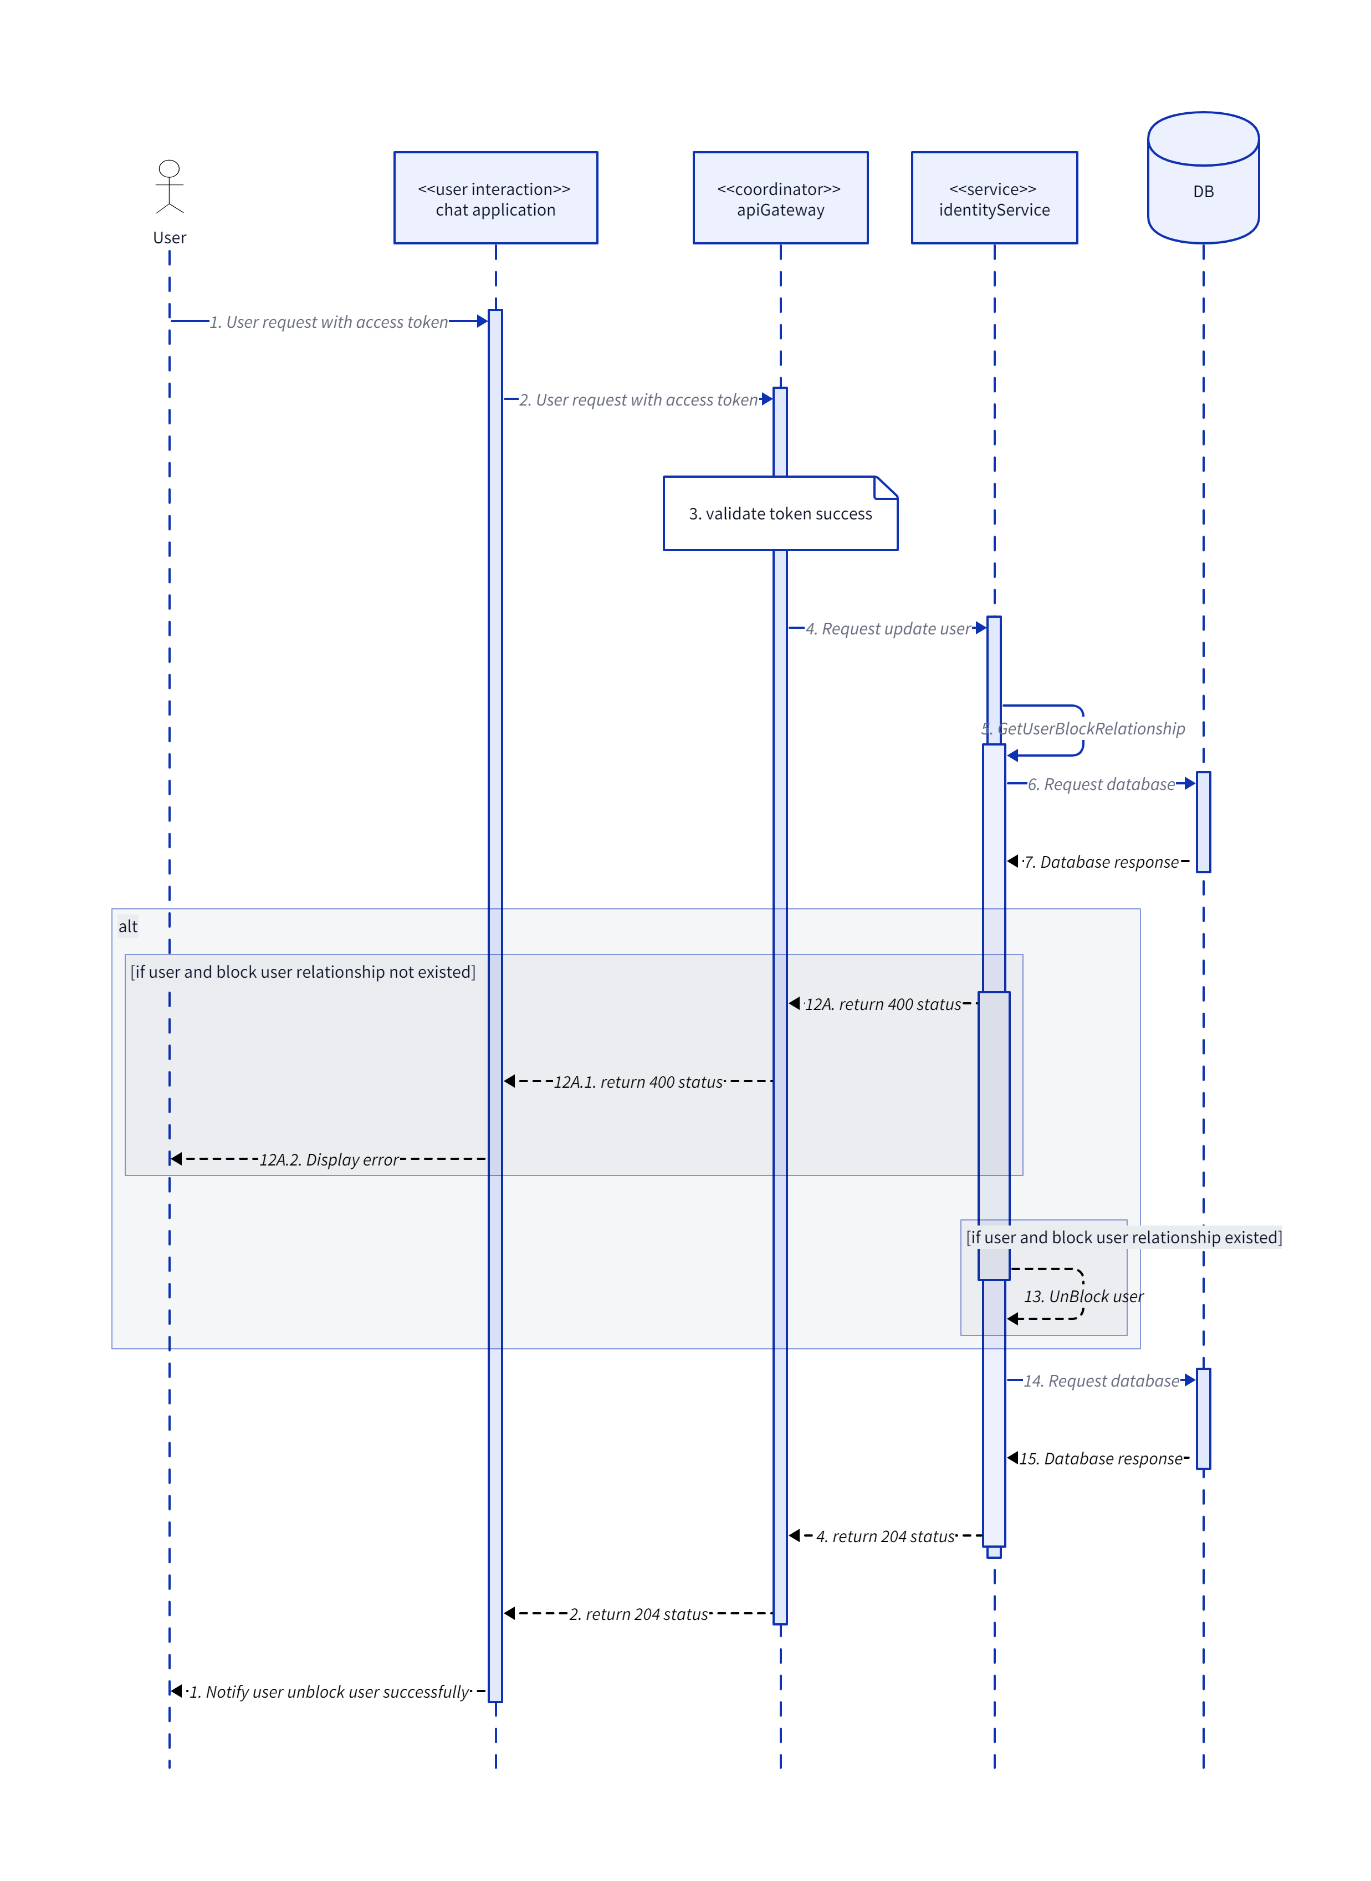 User
<<user interaction>>
chat application
<<coordinator>>
apiGateway
<<service>>
identityService
DB
1. User request with access token
2. User request with access token
3. validate token success
4. Request update user
5. GetUserBlockRelationship
6. Request database
7. Database response
alt
[if user and block user relationship not existed]
12A. return 400 status
12A.1. return 400 status
12A.2. Display error
[if user and block user relationship existed]
13. UnBlock user
14. Request database
15. Database response
4. return 204 status
2. return 204 status
1. Notify user unblock user successfully